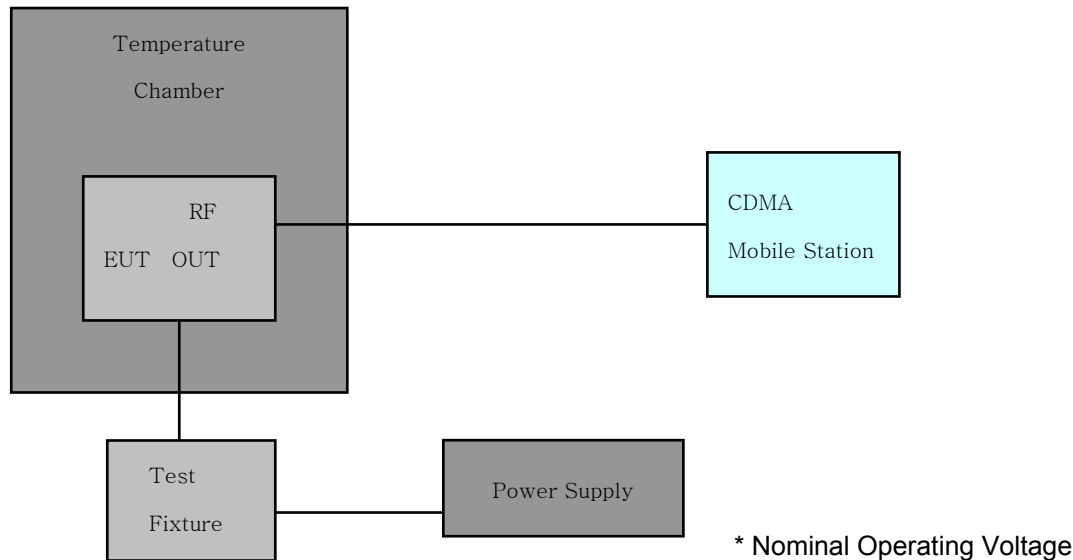 Temperature
Chamber
RF
EUT OUT
CDMA
Mobile Station
Test
Fixture
Power Supply
* Nominal Operating Voltage